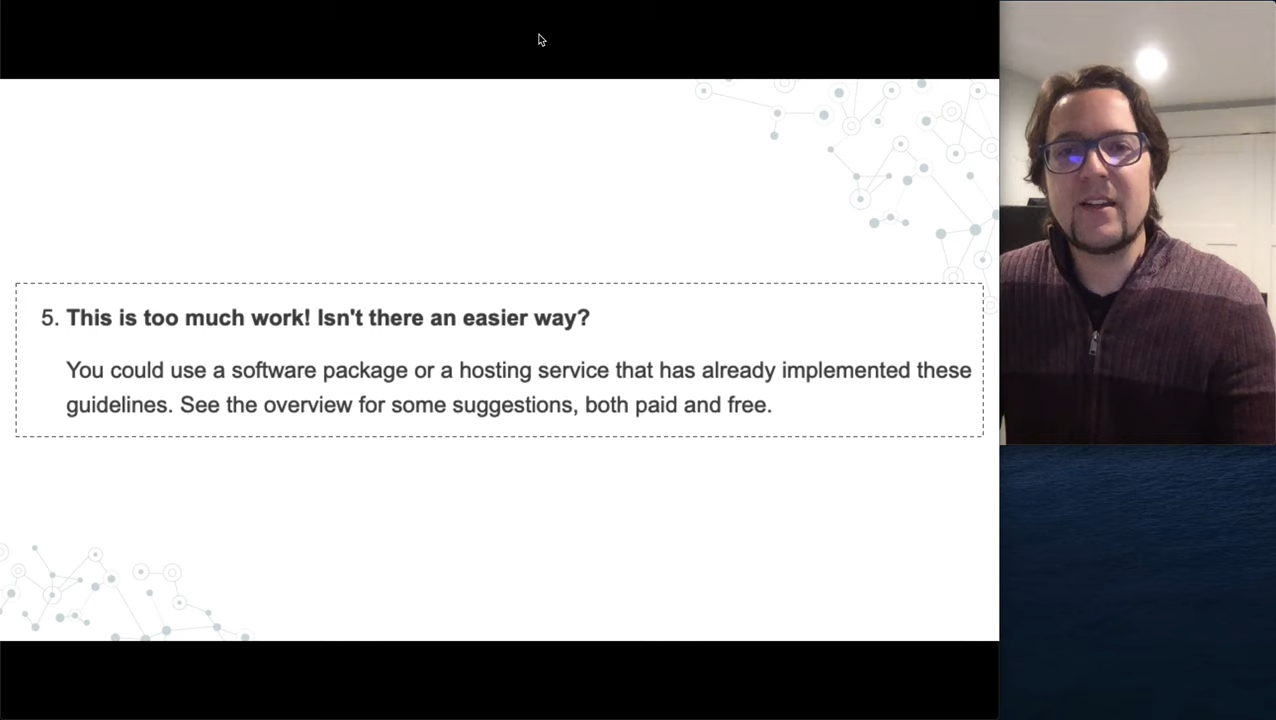 5. This is too much work! Isn't there an easier way?
You could use a software package or a hosting service that has already implemented these
guidelines. See the overview for some suggestions, both paid and free.